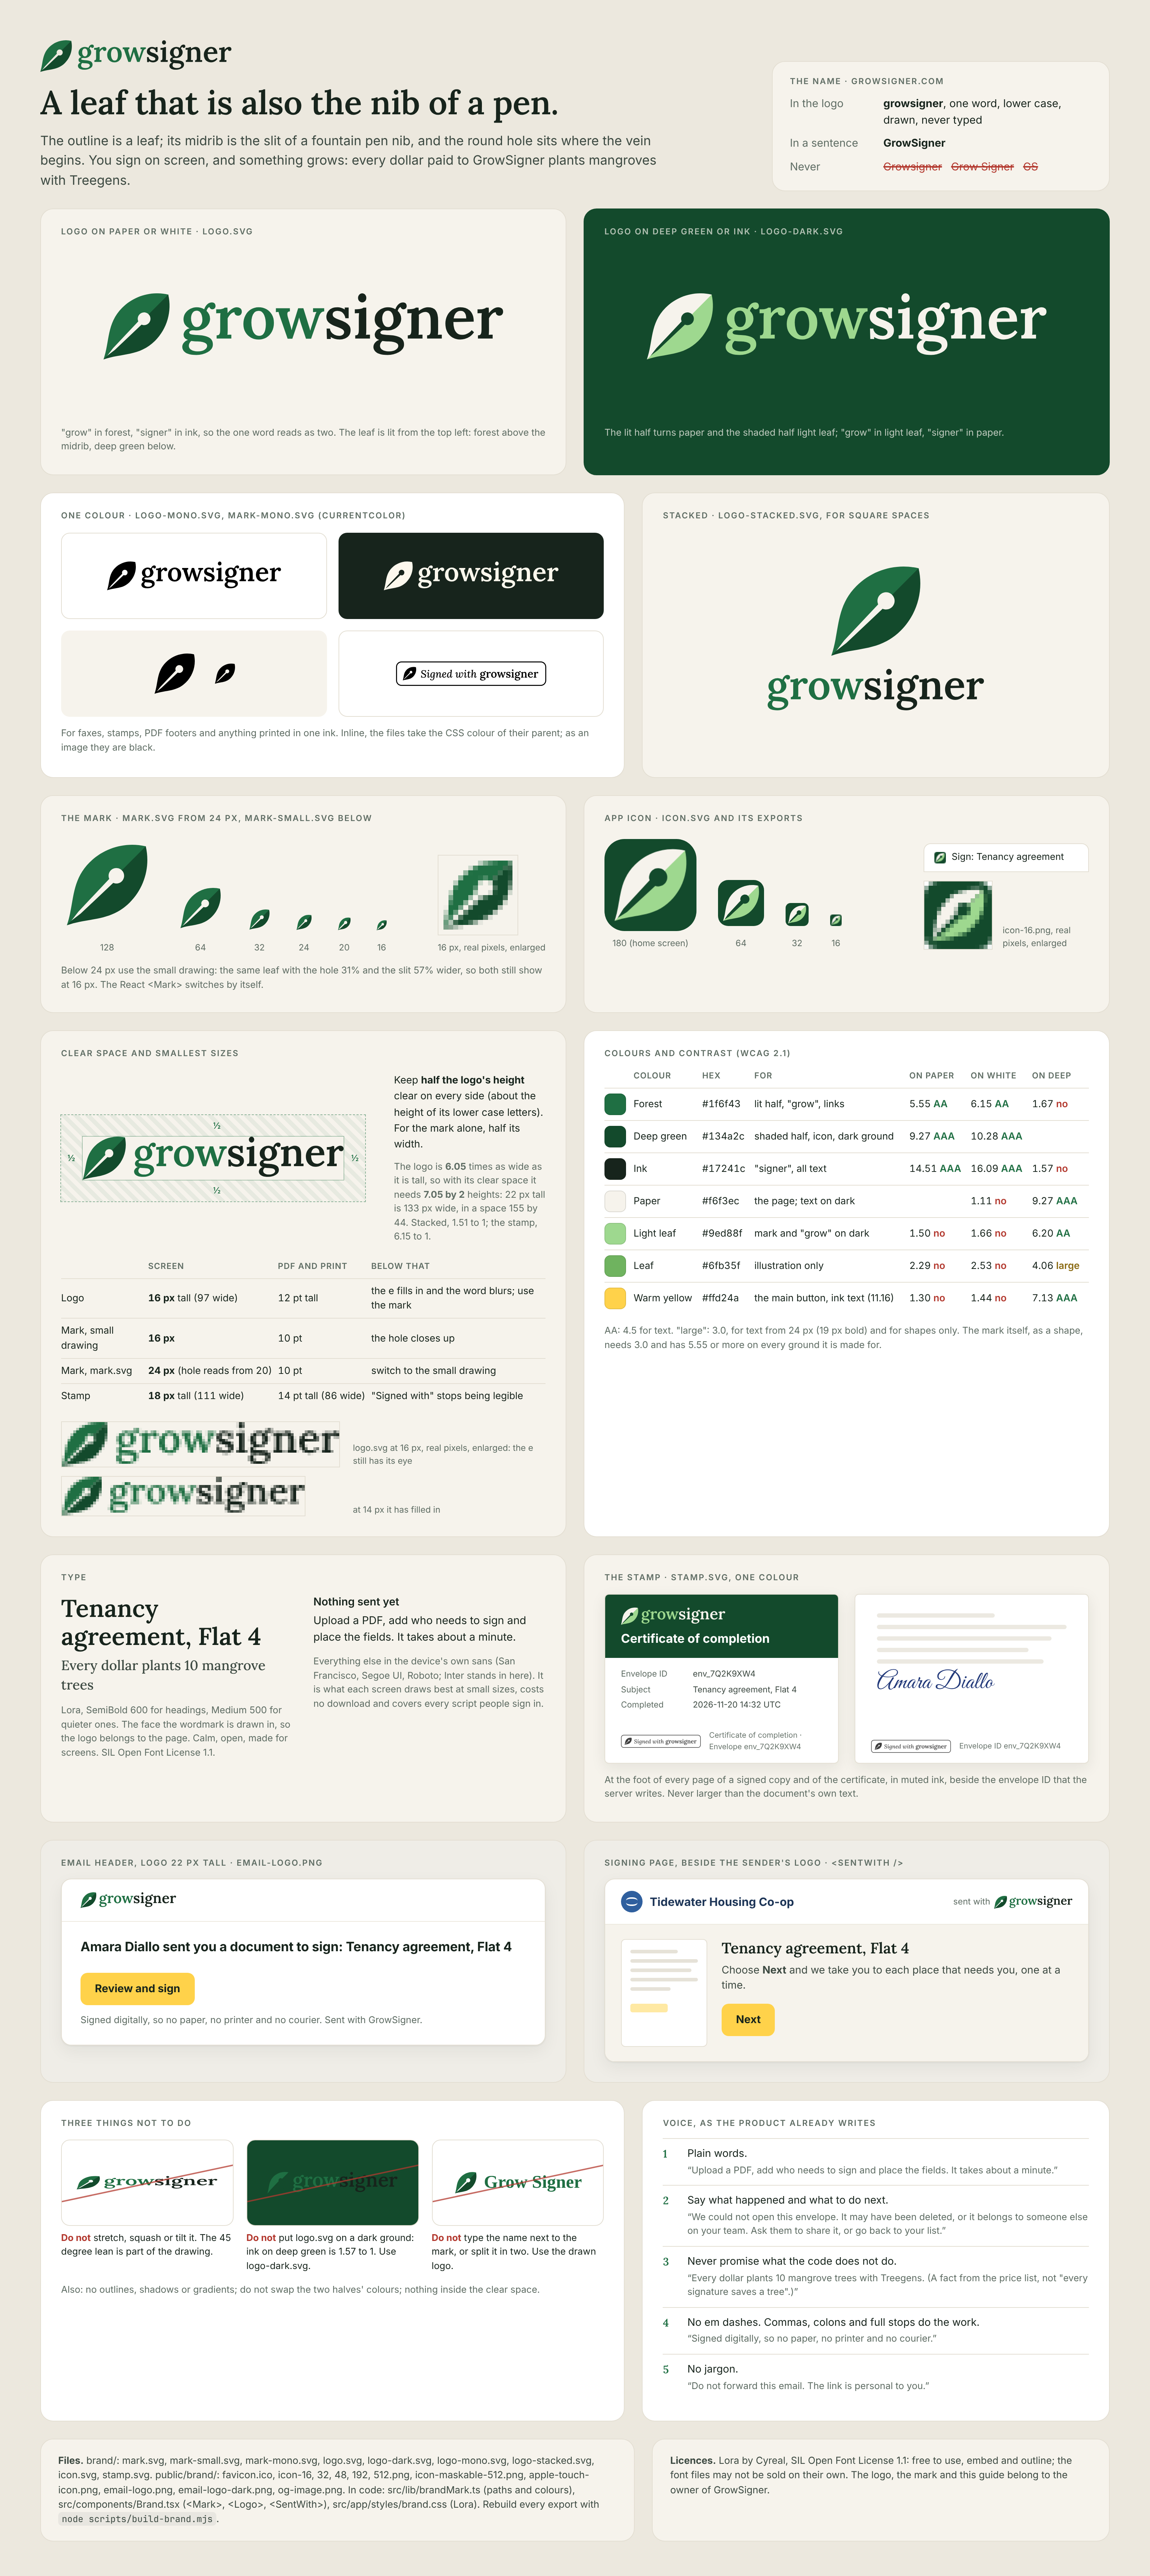 growsigner
A leaf that is also the nib of a pen.
The outline is a leaf; its midrib is the slit of a fountain pen nib, and the round hole sits where the vein
begins. You sign on screen, and something grows: every dollar paid to GrowSigner plants mangroves
with Treegens.
THE NAME · GROWSIGNER.COM
In the logo growsigner, one word, lower case,
drawn, never typed
In a sentence GrowSigner
Never Growsigner Grow Signer GS
LOGO ON PAPER OR WHITE · LOGO.SVG
growsigner
"grow" in forest, "signer" in ink, so the one word reads as two. The leaf is lit from the top left: forest above the
midrib, deep green below.
LOGO ON DEEP GREEN OR INK · LOGO-DARK.SVG
growsigner
The lit half turns paper and the shaded half light leaf; "grow" in light leaf, "signer" in paper.
ONE COLOUR · LOGO-MONO.SVG, MARK-MONO.SVG (CURRENTCOLOR)
growsigner
growsigner
Signed with growsigner
For faxes, stamps, PDF footers and anything printed in one ink. Inline, the files take the CSS colour of their parent; as an
image they are black.
STACKED · LOGO-STACKED.SVG, FOR SQUARE SPACES
growsigner
THE MARK · MARK.SVG FROM 24 PX, MARK-SMALL.SVG BELOW
128 64 32 24 20 16 16 px, real pixels, enlarged
Below 24 px use the small drawing: the same leaf with the hole 31% and the slit 57% wider, so both still show
at 16 px. The React <Mark> switches by itself.
APP ICON · ICON.SVG AND ITS EXPORTS
Sign: Tenancy agreement
180 (home screen) 64 32 16
icon-16.png, real
pixels, enlarged
CLEAR SPACE AND SMALLEST SIZES
½
½ growsigner ½
½
Keep half the logo's height
clear on every side (about the
height of its lower case letters).
For the mark alone, half its
width.
The logo is 6.05 times as wide as
it is tall, so with its clear space it
needs 7.05 by 2 heights: 22 px tall
is 133 px wide, in a space 155 by
44. Stacked, 1.51 to 1; the stamp,
6.15 to 1.
SCREEN PDF AND PRINT BELOW THAT
Logo 16 px tall (97 wide) 12 pt tall the e fills in and the word blurs; use
the mark
Mark, small
drawing 16 px 10 pt the hole closes up
Mark, mark.svg 24 px (hole reads from 20) 10 pt switch to the small drawing
Stamp 18 px tall (111 wide) 14 pt tall (86 wide) "Signed with" stops being legible
growsigner
logo.svg at 16 px, real pixels, enlarged: the e
still has its eye
growsigner
at 14 px it has filled in
COLOURS AND CONTRAST (WCAG 2.1)
COLOUR HEX FOR ON PAPER ON WHITE ON DEEP
Forest #1f6f43 lit half, "grow", links 5.55 AA 6.15 AA 1.67 no
Deep green #134a2c shaded half, icon, dark ground 9.27 AAA 10.28 AAA
Ink #17241c "signer", all text 14.51 AAA 16.09 AAA 1.57 no
Paper #f6f3ec the page; text on dark 1.11 no 9.27 AAA
Light leaf #9ed88f mark and "grow" on dark 1.50 no 1.66 no 6.20 AA
Leaf #6fb35f illustration only 2.29 no 2.53 no 4.06 large
Warm yellow #ffd24a the main button, ink text (11.16) 1.30 no 1.44 no 7.13 AAA
AA: 4.5 for text. "large": 3.0, for text from 24 px (19 px bold) and for shapes only. The mark itself, as a shape,
needs 3.0 and has 5.55 or more on every ground it is made for.
TYPE
Tenancy
agreement, Flat 4
Every dollar plants 10 mangrove
trees
Lora, SemiBold 600 for headings, Medium 500 for
quieter ones. The face the wordmark is drawn in, so
the logo belongs to the page. Calm, open, made for
screens. SIL Open Font License 1.1.
Nothing sent yet
Upload a PDF, add who needs to sign and
place the fields. It takes about a minute.
Everything else in the device's own sans (San
Francisco, Segoe UI, Roboto; Inter stands in here). It
is what each screen draws best at small sizes, costs
no download and covers every script people sign in.
THE STAMP · STAMP.SVG, ONE COLOUR
growsigner
Certificate of completion
Envelope ID env_7Q2K9XW4
Subject Tenancy agreement, Flat 4
Completed 2026-11-20 14:32 UTC
Signed with growsigner
Certificate of completion ·
Envelope env_7Q2K9XW4
Amara Diallo
Signed with growsigner
Envelope ID env_7Q2K9XW4
At the foot of every page of a signed copy and of the certificate, in muted ink, beside the envelope ID that the
server writes. Never larger than the document's own text.
EMAIL HEADER, LOGO 22 PX TALL · EMAIL-LOGO.PNG
growsigner
Amara Diallo sent you a document to sign: Tenancy agreement, Flat 4
Review and sign
Signed digitally, so no paper, no printer and no courier. Sent with GrowSigner.
SIGNING PAGE, BESIDE THE SENDER'S LOGO · <SENTWITH />
Tidewater Housing Co-op
sent with growsigner
Tenancy agreement, Flat 4
Choose Next and we take you to each place that needs you, one at a
time.
Next
THREE THINGS NOT TO DO
growsigner
growsigner
Grow Signer
Do not stretch, squash or tilt it. The 45
degree lean is part of the drawing.
Do not put logo.svg on a dark ground:
ink on deep green is 1.57 to 1. Use
logo-dark.svg.
Do not type the name next to the
mark, or split it in two. Use the drawn
logo.
Also: no outlines, shadows or gradients; do not swap the two halves' colours; nothing inside the clear space.
VOICE, AS THE PRODUCT ALREADY WRITES
1 Plain words.
“Upload a PDF, add who needs to sign and place the fields. It takes about a minute.”
2 Say what happened and what to do next.
“We could not open this envelope. It may have been deleted, or it belongs to someone else
on your team. Ask them to share it, or go back to your list.”
3 Never promise what the code does not do.
“Every dollar plants 10 mangrove trees with Treegens. (A fact from the price list, not "every
signature saves a tree".)”
4 No em dashes. Commas, colons and full stops do the work.
“Signed digitally, so no paper, no printer and no courier.”
5 No jargon.
“Do not forward this email. The link is personal to you.”
Files. brand/: mark.svg, mark-small.svg, mark-mono.svg, logo.svg, logo-dark.svg, logo-mono.svg, logo-stacked.svg,
icon.svg, stamp.svg. public/brand/: favicon.ico, icon-16, 32, 48, 192, 512.png, icon-maskable-512.png, apple-touch-
icon.png, email-logo.png, email-logo-dark.png, og-image.png. In code: src/lib/brandMark.ts (paths and colours),
src/components/Brand.tsx (<Mark>, <Logo>, <SentWith>), src/app/styles/brand.css (Lora). Rebuild every export with
node scripts/build-brand.mjs.
Licences. Lora by Cyreal, SIL Open Font License 1.1: free to use, embed and outline; the
font files may not be sold on their own. The logo, the mark and this guide belong to the
owner of GrowSigner.